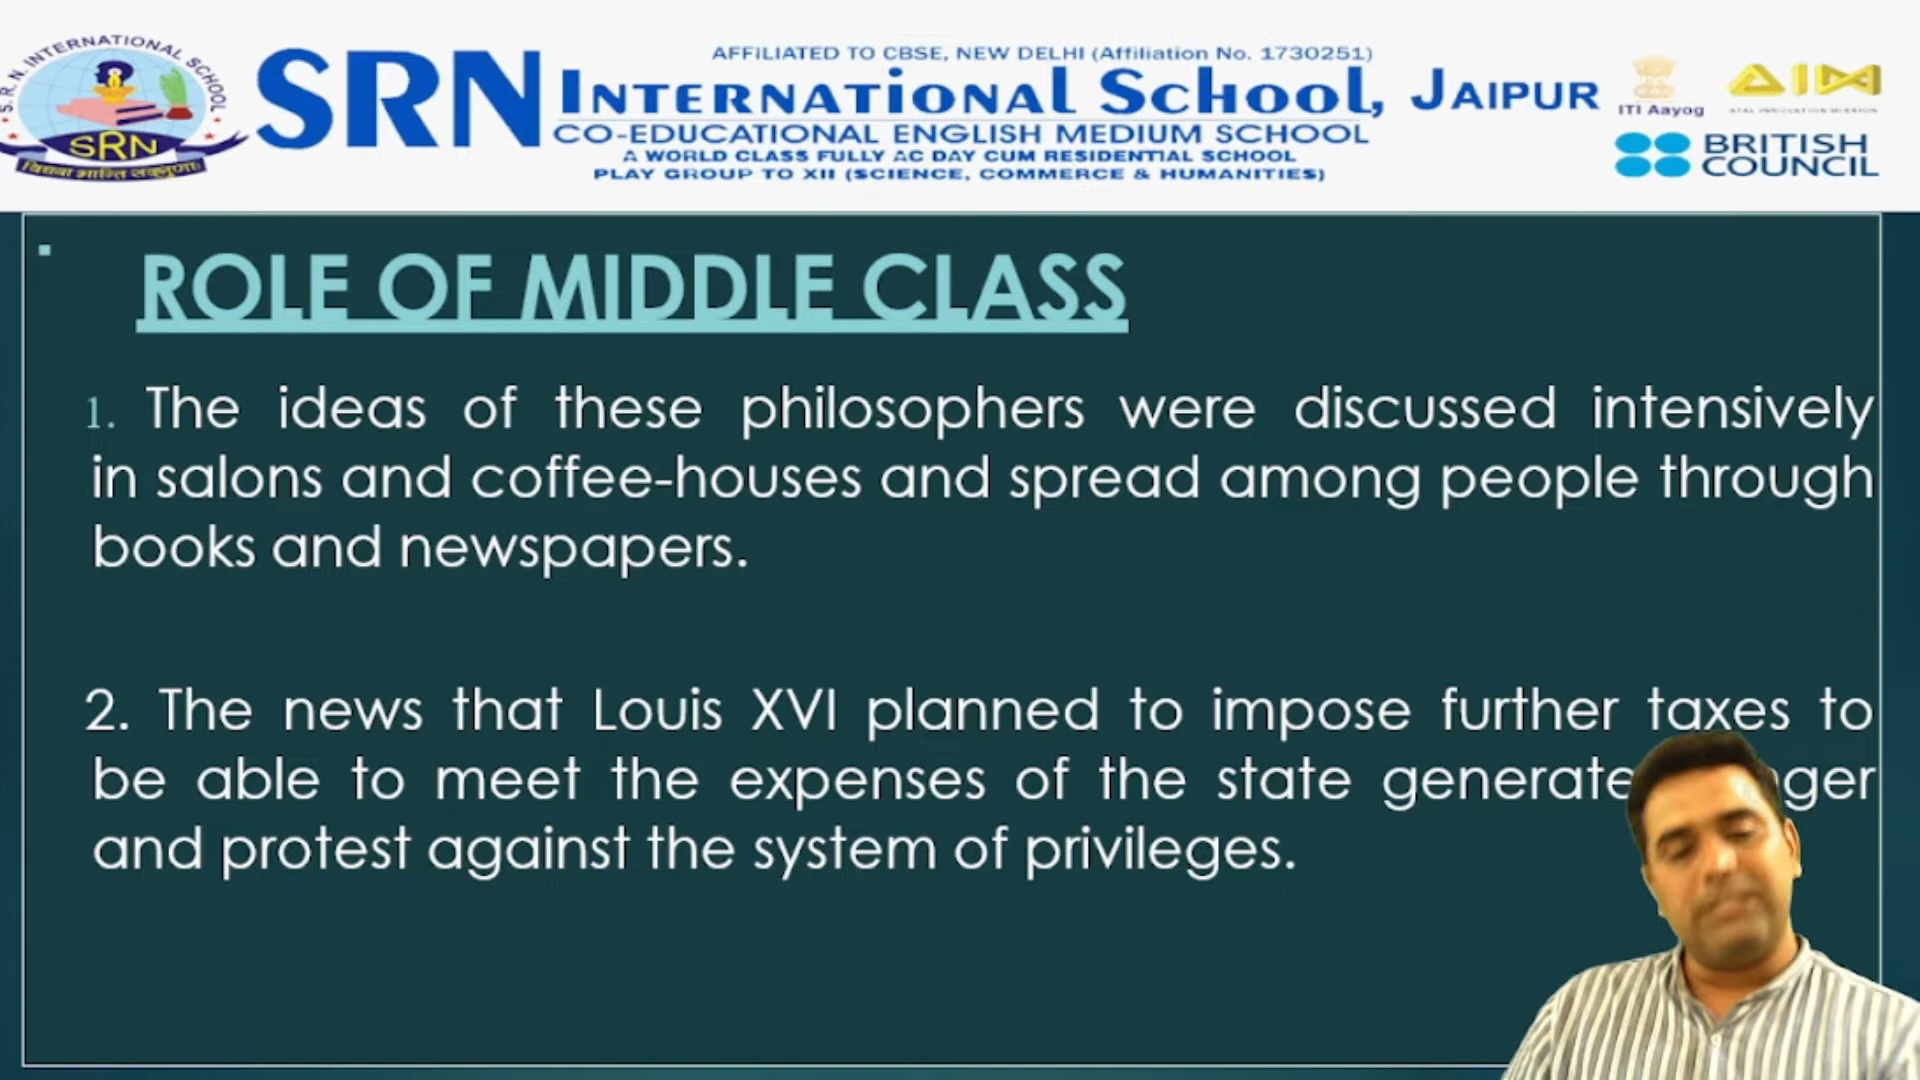 S.R.N. INTERNATIONAL SCHOOL
SRN
AFFILIATED TO CBSE, NEW DELHI (Affiliation No. 1730251)
SRN INTERNATIONAL SCHOOL, JAIPUR
CO-EDUCATIONAL ENGLISH MEDIUM SCHOOL
A WORLD CLASS FULLY AC DAY CUM RESIDENTIAL SCHOOL
PLAY GROUP TO XII (SCIENCE, COMMERCE & HUMANITIES)
ITI Aayog
AIM
ATAL INNOVATION MISSION
BRITISH
COUNCIL
ROLE OF MIDDLE CLASS
1. The ideas of these philosophers were discussed intensively
in salons and coffee-houses and spread among people through
books and newspapers.
2. The news that Louis XVI planned to impose further taxes to
be able to meet the expenses of the state
and protest against the system of privileges.